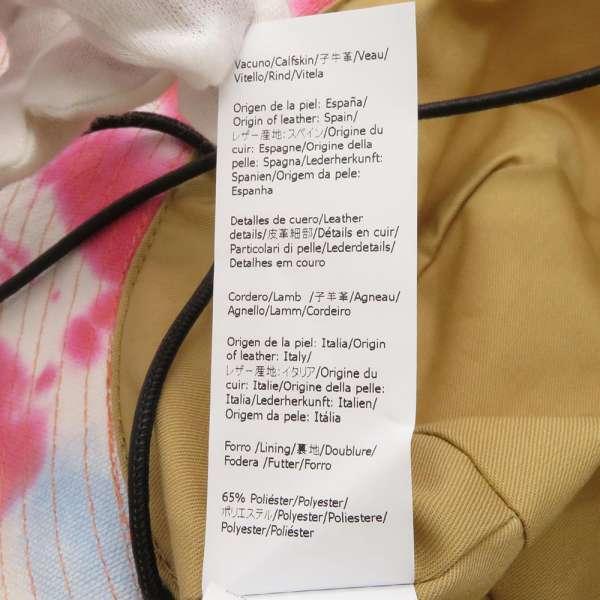 Vacuno/Calfskin/子牛革/Veau/
Vitello/Rind/Vitela
Origen de la piel: España/
Origin of leather: Spain/
レザー産地:スペイン/Origine du
cuir: Espagne/Origine della
pelle: Spagna/Lederherkunft:
Spanien/Origem da pele:
Espanha
Detalles de cuero/Leather
details/皮革細部/Détails en cuir/
Particolari di pelle/Lederdetails/
Detalhes em couro
Cordero/Lamb /子羊革/Agneau/
Agnello/Lamm/Cordeiro
Origen de la piel: Italia/Origin
of leather: Italy/
レザー産地:イタリア/Origine du
cuir: Italie/Origine della pelle:
Italia/Lederherkunft: Italien/
Origem da pele: Itália
Forro /Lining/裏地/Doublure/
Fodera /Futter/Forro
65% Poliéster/Polyester/
ポリエステル/Polyester/Poliestere/
Polyester/Poliéster